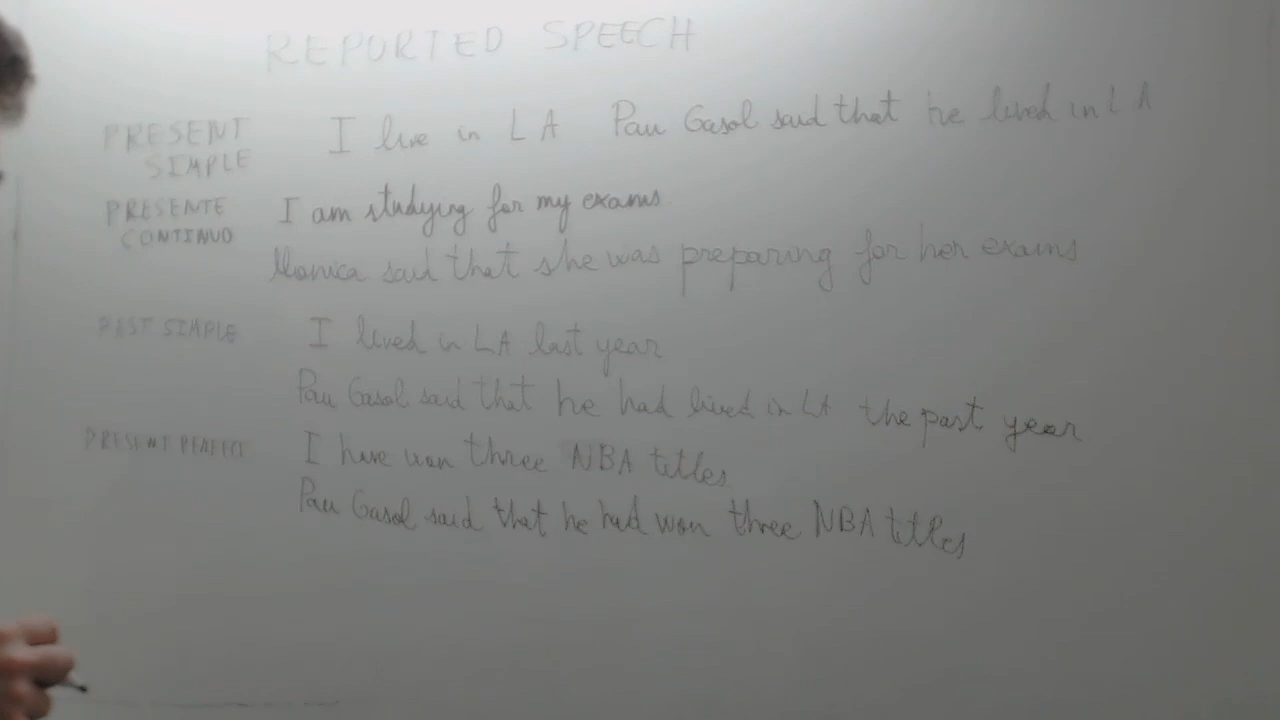 REPORTED SPEECH
PRESENT SIMPLE I live in LA Pau Gasol said that he lived in LA
PRESENTE CONTINUO I am studying for my exams.
Monica said that she was preparing for her exams
PAST SIMPLE I lived in LA last year
Pau Gasol said that he had lived in LA the past year
PRESENT PERFECT I have won three NBA titles
Pau Gasol said that he had won three NBA titles